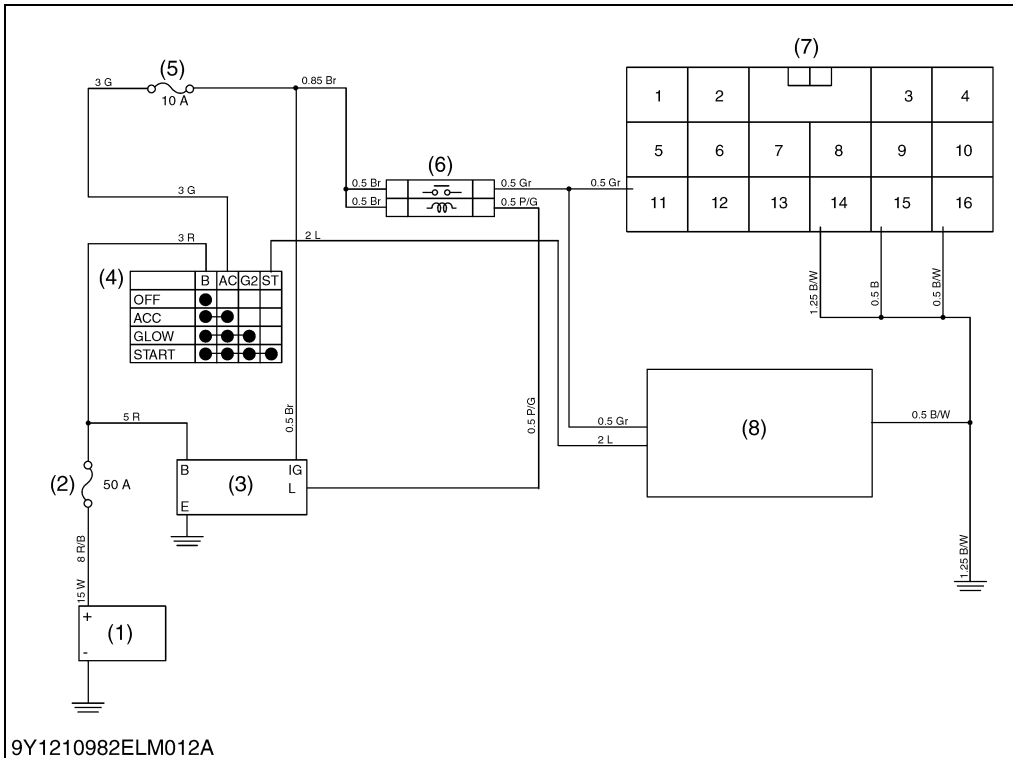 (7)
(5)
3 G
10 A
0.85 Br
1 2 3 4
5 6 7 8 9 10
11 12 13 14 15 16
(6)
0.5 Br
0.5 Gr
0.5 Gr
0.5 Br
0.5 P/G
3 G
3 R
2 L
(4)
B AC G2 ST
OFF
ACC
GLOW
START
1.25 B/W
0.5 B
0.5 B/W
5 R
0.5 Br
0.5 P/G
0.5 Gr
2 L
(8)
0.5 B/W
(2)
50 A
B
IG
(3)
L
E
8 R/B
15 W
1.25 B/W
+
(1)
-
9Y1210982ELM012A